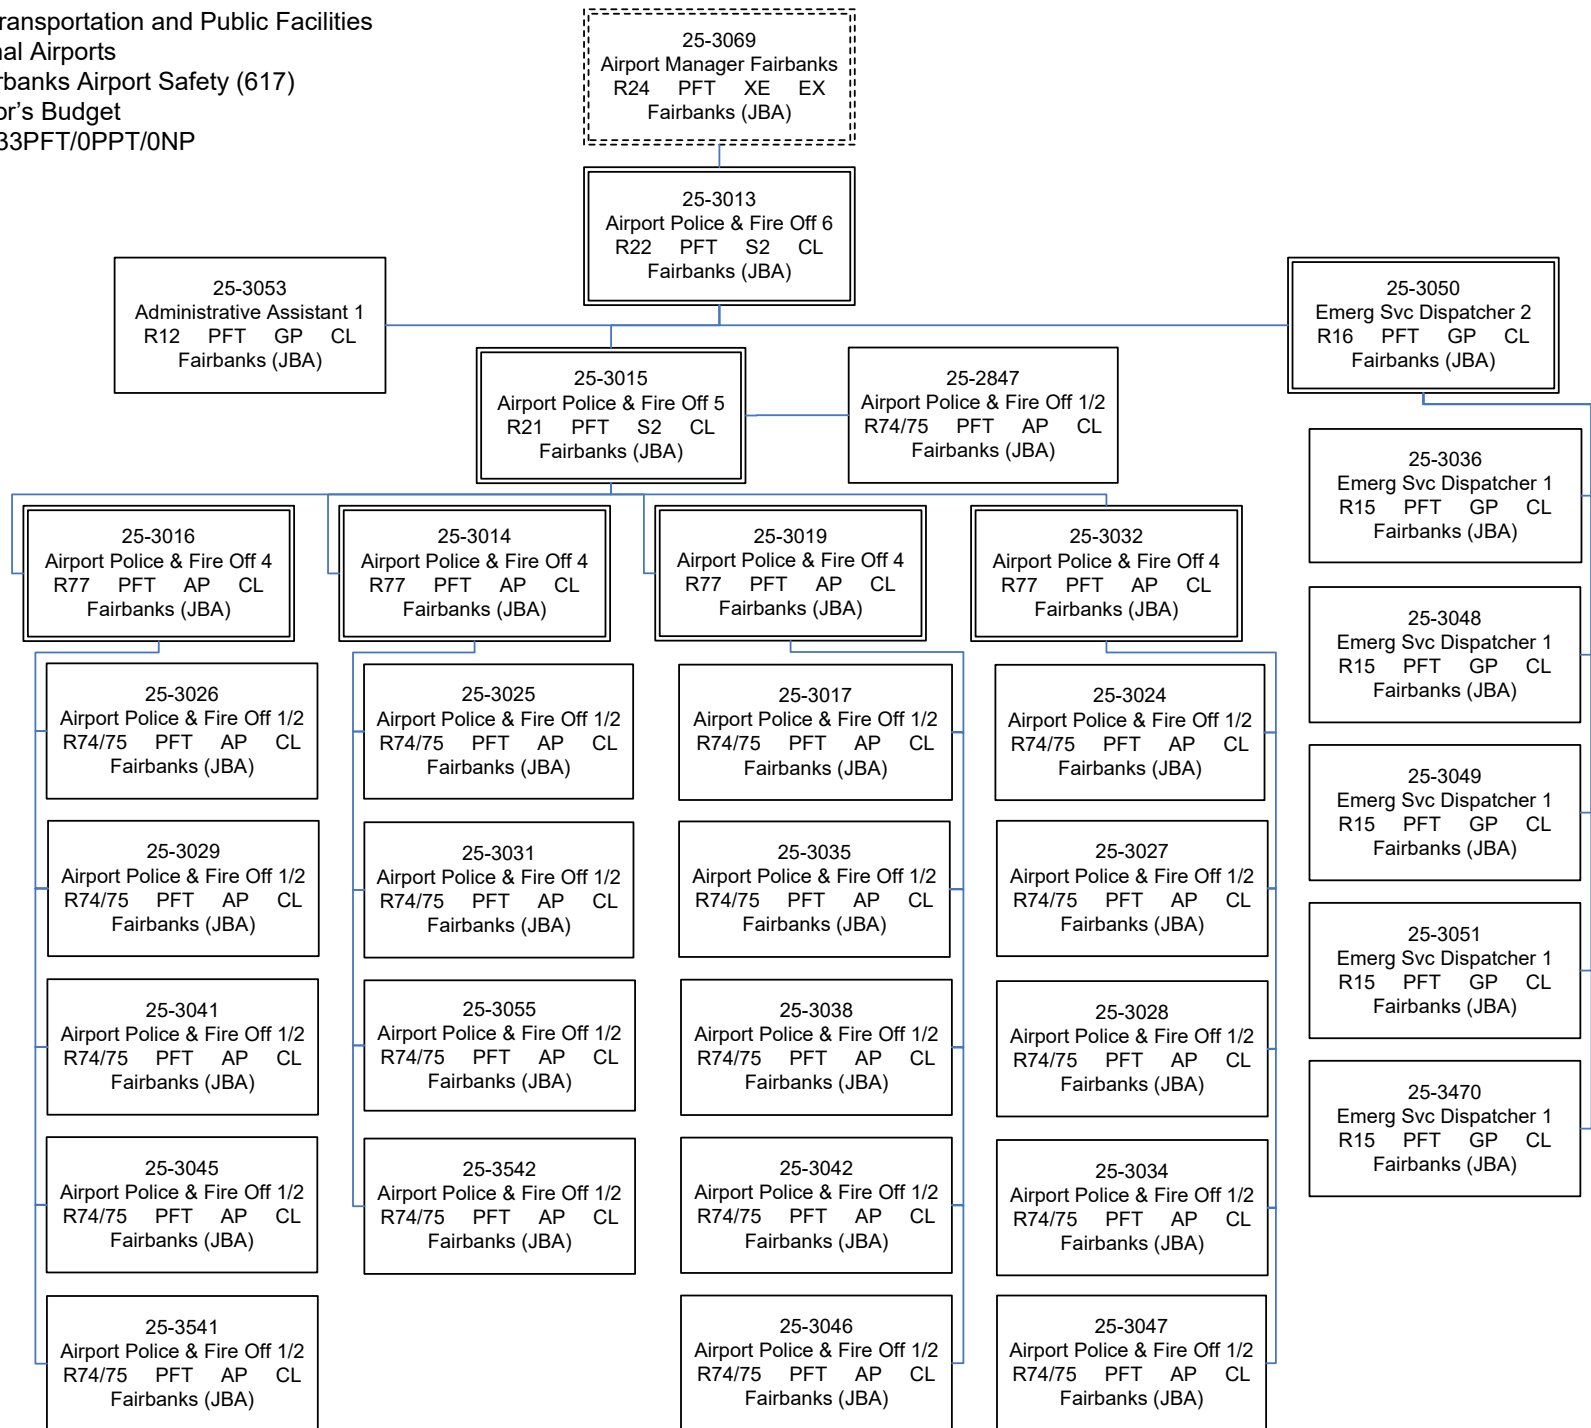 ransportation and Public Facilities
nal Airports
rbanks Airport Safety (617)
or's Budget
33PFT/0PPT/0NP
25-3069
Airport Manager Fairbanks
R24 PFT XE EX
Fairbanks (JBA)
25-3013
Airport Police & Fire Off 6
R22 PFT S2 CL
Fairbanks (JBA)
25-3053
Administrative Assistant 1
R12 PFT GP CL
Fairbanks (JBA)
25-3050
Emerg Svc Dispatcher 2
R16 PFT GP CL
Fairbanks (JBA)
25-3015
Airport Police & Fire Off 5
R21 PFT S2 CL
Fairbanks (JBA)
25-2847
Airport Police & Fire Off 1/2
R74/75 PFT AP CL
Fairbanks (JBA)
25-3016
Airport Police & Fire Off 4
R77 PFT AP CL
Fairbanks (JBA)
25-3014
Airport Police & Fire Off 4
R77 PFT AP CL
Fairbanks (JBA)
25-3019
Airport Police & Fire Off 4
R77 PFT AP CL
Fairbanks (JBA)
25-3032
Airport Police & Fire Off 4
R77 PFT AP CL
Fairbanks (JBA)
25-3026
Airport Police & Fire Off 1/2
R74/75 PFT AP CL
Fairbanks (JBA)
25-3029
Airport Police & Fire Off 1/2
R74/75 PFT AP CL
Fairbanks (JBA)
25-3041
Airport Police & Fire Off 1/2
R74/75 PFT AP CL
Fairbanks (JBA)
25-3045
Airport Police & Fire Off 1/2
R74/75 PFT AP CL
Fairbanks (JBA)
25-3541
Airport Police & Fire Off 1/2
R74/75 PFT AP CL
Fairbanks (JBA)
25-3025
Airport Police & Fire Off 1/2
R74/75 PFT AP CL
Fairbanks (JBA)
25-3031
Airport Police & Fire Off 1/2
R74/75 PFT AP CL
Fairbanks (JBA)
25-3055
Airport Police & Fire Off 1/2
R74/75 PFT AP CL
Fairbanks (JBA)
25-3542
Airport Police & Fire Off 1/2
R74/75 PFT AP CL
Fairbanks (JBA)
25-3017
Airport Police & Fire Off 1/2
R74/75 PFT AP CL
Fairbanks (JBA)
25-3035
Airport Police & Fire Off 1/2
R74/75 PFT AP CL
Fairbanks (JBA)
25-3038
Airport Police & Fire Off 1/2
R74/75 PFT AP CL
Fairbanks (JBA)
25-3042
Airport Police & Fire Off 1/2
R74/75 PFT AP CL
Fairbanks (JBA)
25-3046
Airport Police & Fire Off 1/2
R74/75 PFT AP CL
Fairbanks (JBA)
25-3024
Airport Police & Fire Off 1/2
R74/75 PFT AP CL
Fairbanks (JBA)
25-3027
Airport Police & Fire Off 1/2
R74/75 PFT AP CL
Fairbanks (JBA)
25-3028
Airport Police & Fire Off 1/2
R74/75 PFT AP CL
Fairbanks (JBA)
25-3034
Airport Police & Fire Off 1/2
R74/75 PFT AP CL
Fairbanks (JBA)
25-3047
Airport Police & Fire Off 1/2
R74/75 PFT AP CL
Fairbanks (JBA)
25-3036
Emerg Svc Dispatcher 1
R15 PFT GP CL
Fairbanks (JBA)
25-3048
Emerg Svc Dispatcher 1
R15 PFT GP CL
Fairbanks (JBA)
25-3049
Emerg Svc Dispatcher 1
R15 PFT GP CL
Fairbanks (JBA)
25-3051
Emerg Svc Dispatcher 1
R15 PFT GP CL
Fairbanks (JBA)
25-3470
Emerg Svc Dispatcher 1
R15 PFT GP CL
Fairbanks (JBA)